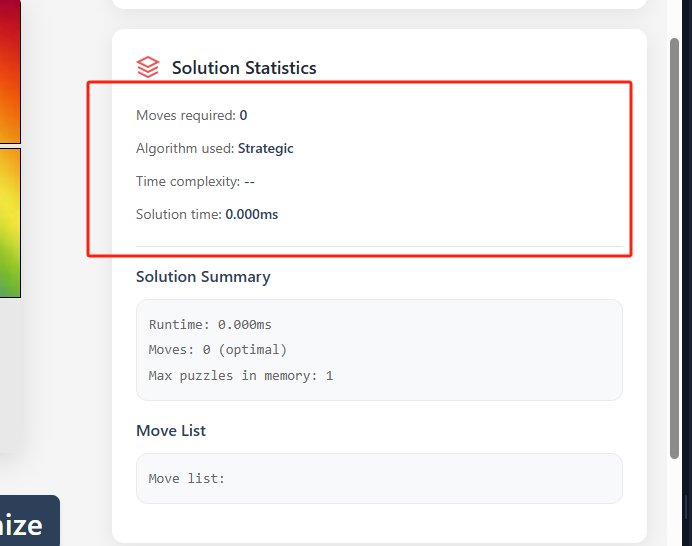 Solution Statistics
Moves required: 0
Algorithm used: Strategic
Time complexity: --
Solution time: 0.000ms
Solution Summary
Runtime: 0.000ms
Moves: 0 (optimal)
Max puzzles in memory: 1
Move List
Move list:
ize